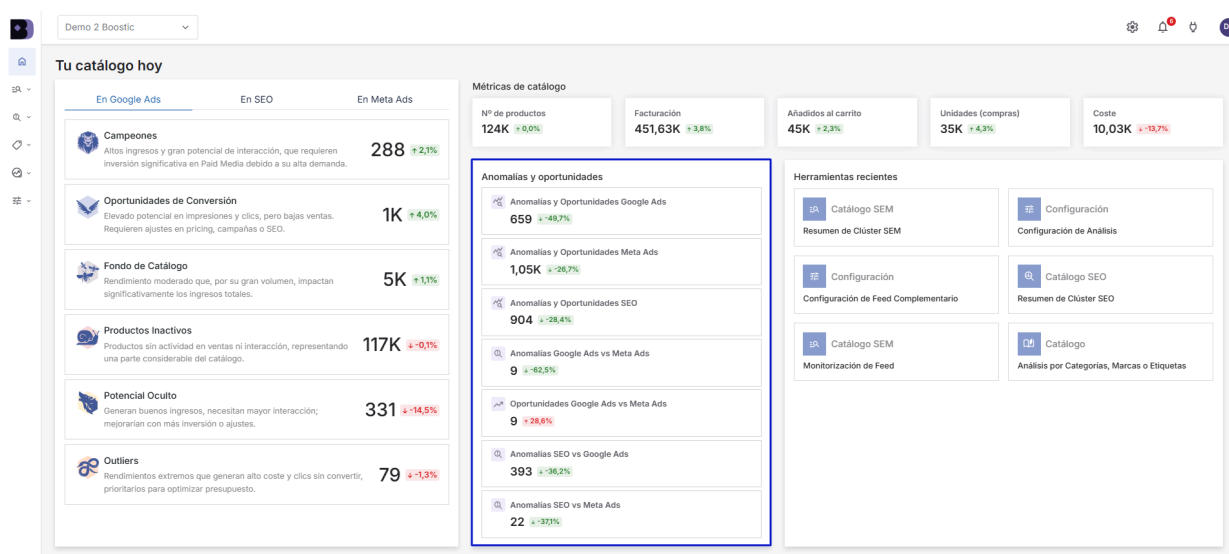 Demo 2 Boostic
6
D
Tu catálogo hoy
En Google Ads
En SEO
En Meta Ads
Campeones
Altos ingresos y gran potencial de interacción, que requieren
inversión significativa en Paid Media debido a su alta demanda.
288 ↑ 2,1%
Oportunidades de Conversión
Elevado potencial en impresiones y clics, pero bajas ventas.
Requieren ajustes en pricing, campañas o SEO.
1K ↑ 4,0%
Fondo de Catálogo
Rendimiento moderado que, por su gran volumen, impactan
significativamente los ingresos totales.
5K ↑ 1,1%
Productos Inactivos
Productos sin actividad en ventas ni interacción, representando
una parte considerable del catálogo.
117K ↓ -0,1%
Potencial Oculto
Generan buenos ingresos, necesitan mayor interacción;
mejorarían con más inversión o ajustes.
331 ↓ -14,5%
Outliers
Rendimientos extremos que generan alto coste y clics sin convertir,
prioritarios para optimizar presupuesto.
79 ↓ -1,3%
Métricas de catálogo
Nº de productos
124K ↑ 0,0%
Facturación
451,63K ↑ 3,8%
Añadidos al carrito
45K ↑ 2,3%
Unidades (compras)
35K ↑ 4,3%
Coste
10,03K ↓ -13,7%
Anomalías y oportunidades
Anomalías y Oportunidades Google Ads
659 ↓ -49,7%
Anomalías y Oportunidades Meta Ads
1,05K ↓ -26,7%
Anomalías y Oportunidades SEO
904 ↓ -28,4%
Anomalías Google Ads vs Meta Ads
9 ↓ -62,5%
Oportunidades Google Ads vs Meta Ads
9 ↑ 28,6%
Anomalías SEO vs Google Ads
393 ↓ -36,2%
Anomalías SEO vs Meta Ads
22 ↓ -37,1%
Herramientas recientes
Catálogo SEM
Resumen de Clúster SEM
Configuración
Configuración de Análisis
Configuración
Configuración de Feed Complementario
Catálogo SEO
Resumen de Clúster SEO
Catálogo SEM
Monitorización de Feed
Catálogo
Análisis por Categorías, Marcas o Etiquetas